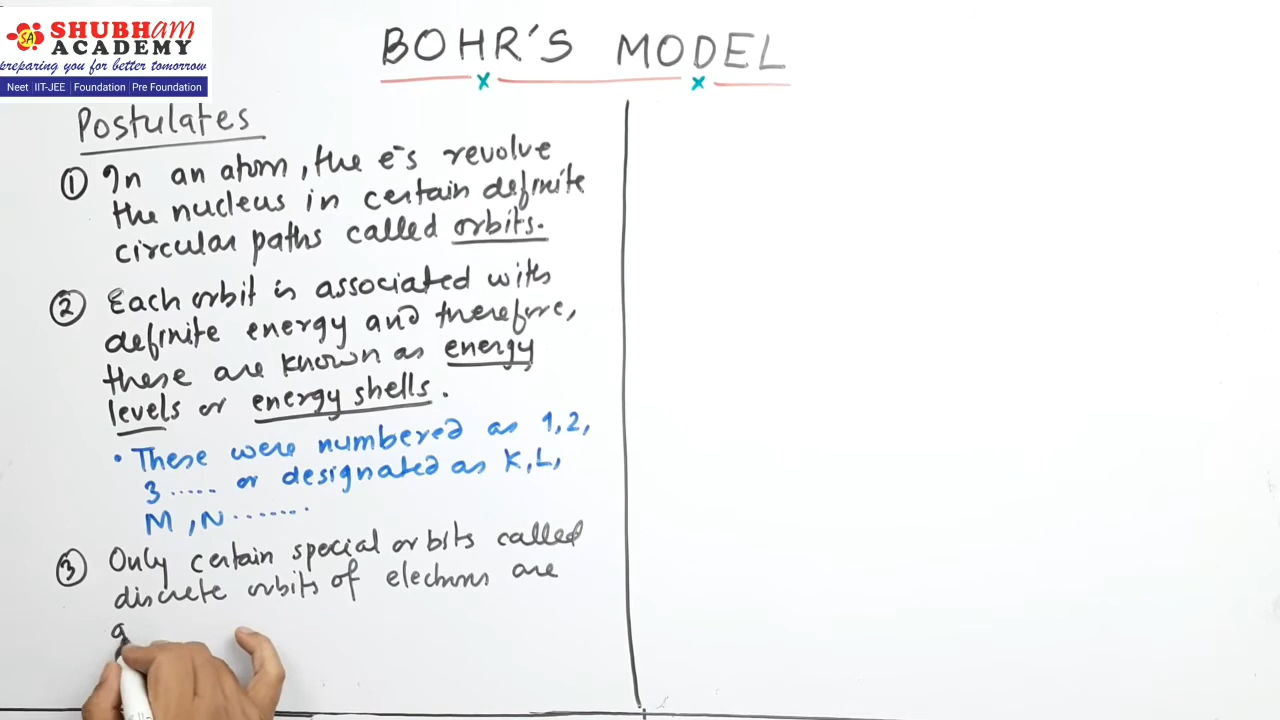 SHUBHAM
ACADEMY
preparing you for better tomorrow
Neet | IIT-JEE | Foundation | Pre Foundation
BOHR'S MODEL
Postulates
① In an atom, the e⁻s revolve
the nucleus in certain definite
circular paths called orbits.
② Each orbit is associated with
definite energy and therefore,
these are known as energy
levels or energy shells.
• These were numbered as 1, 2,
3 ..... or designated as K, L,
M, N .......
③ Only certain special orbits called
discrete orbits of electrons are